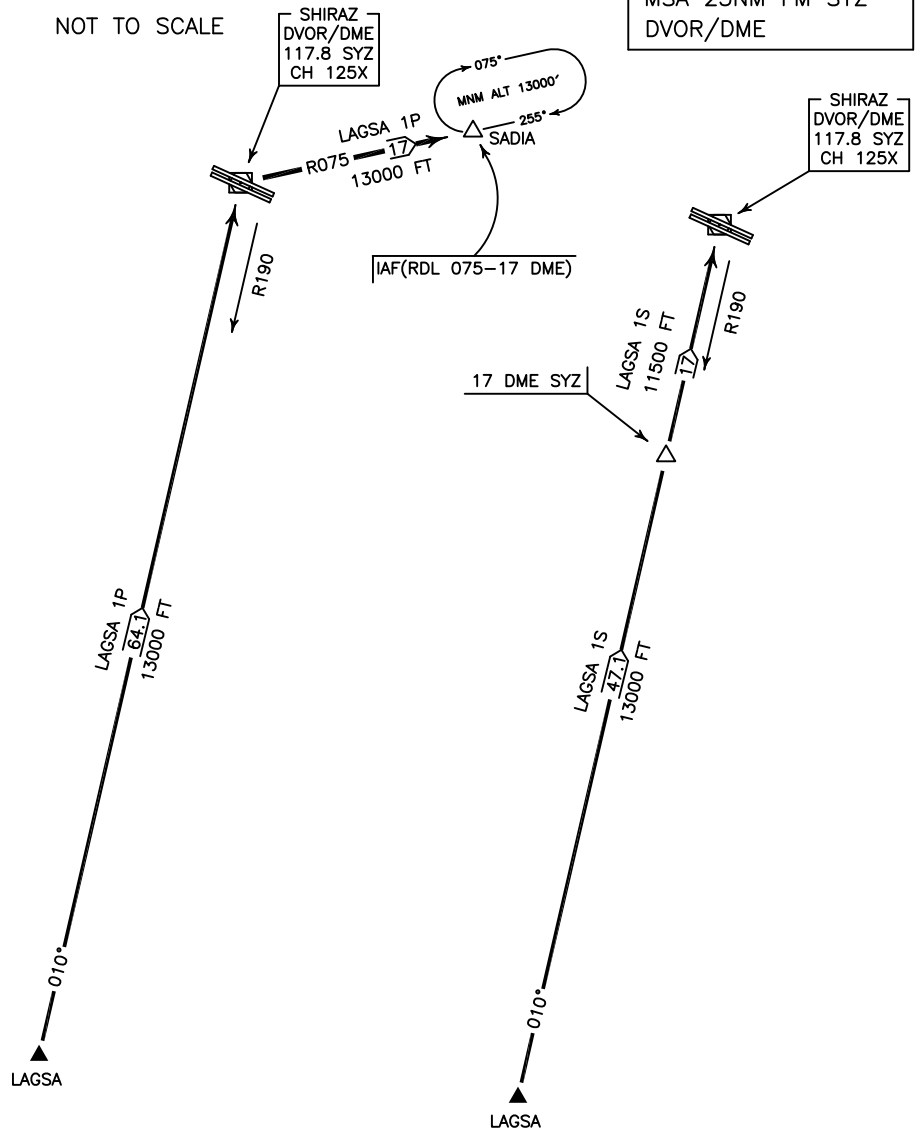 NOT TO SCALE
SHIRAZ
DVOR/DME
117.8 SYZ
CH 125X
MSA 25NM FM SYZ
DVOR/DME
075°
MNM ALT 13000'
255°
SADIA
LAGSA 1P
R075
17
13000 FT
IAF(RDL 075-17 DME)
R190
LAGSA 1P
64.1
13000 FT
010°
LAGSA
SHIRAZ
DVOR/DME
117.8 SYZ
CH 125X
R190
LAGSA 1S
11500 FT
17
17 DME SYZ
LAGSA 1S
47.1
13000 FT
010°
LAGSA